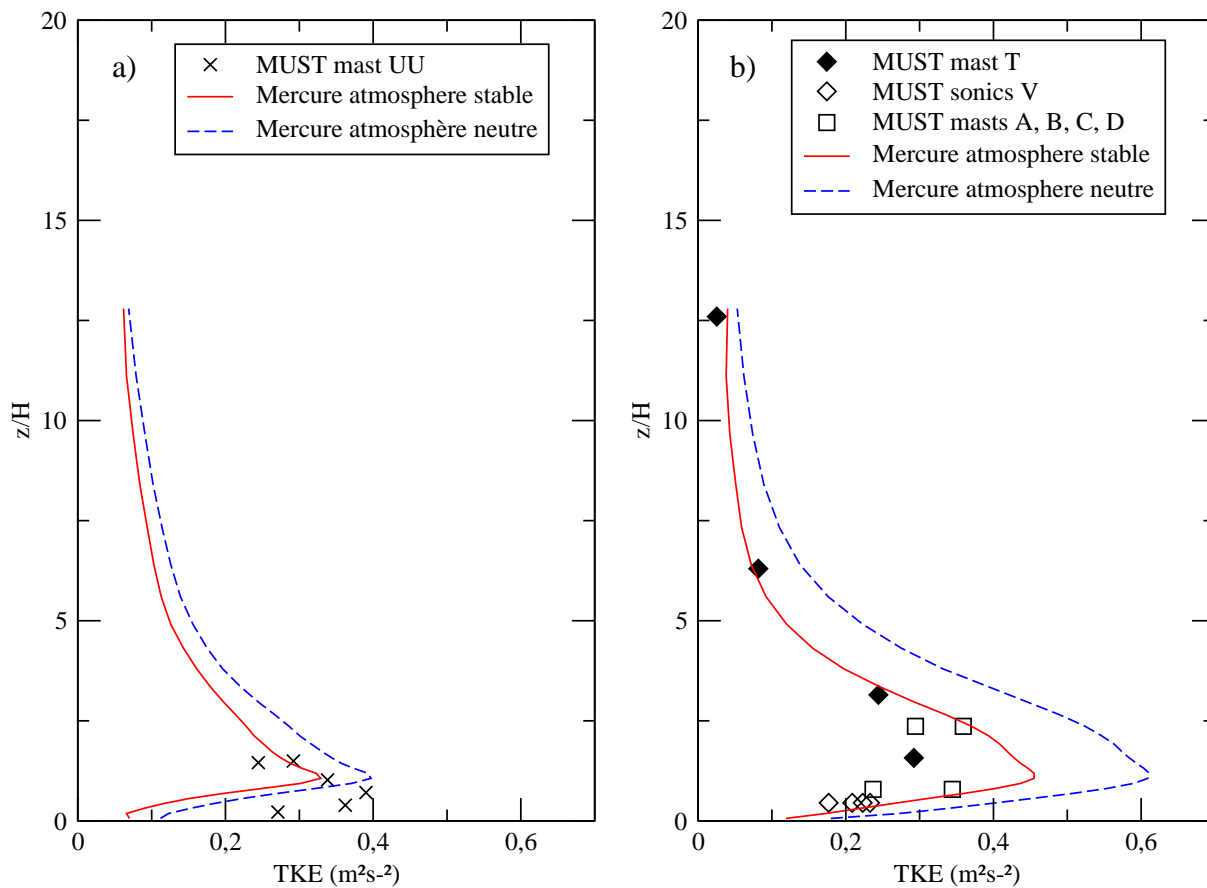 a)
MUST mast UU
Mercure atmosphere stable
Mercure atmosphère neutre
20
15
10
5
0
z/H
0 0,2 0,4 0,6
TKE (m²s-²)
b)
MUST mast T
MUST sonics V
MUST masts A, B, C, D
Mercure atmosphere stable
Mercure atmosphere neutre
20
15
10
5
0
z/H
0 0,2 0,4 0,6
TKE (m²s-²)